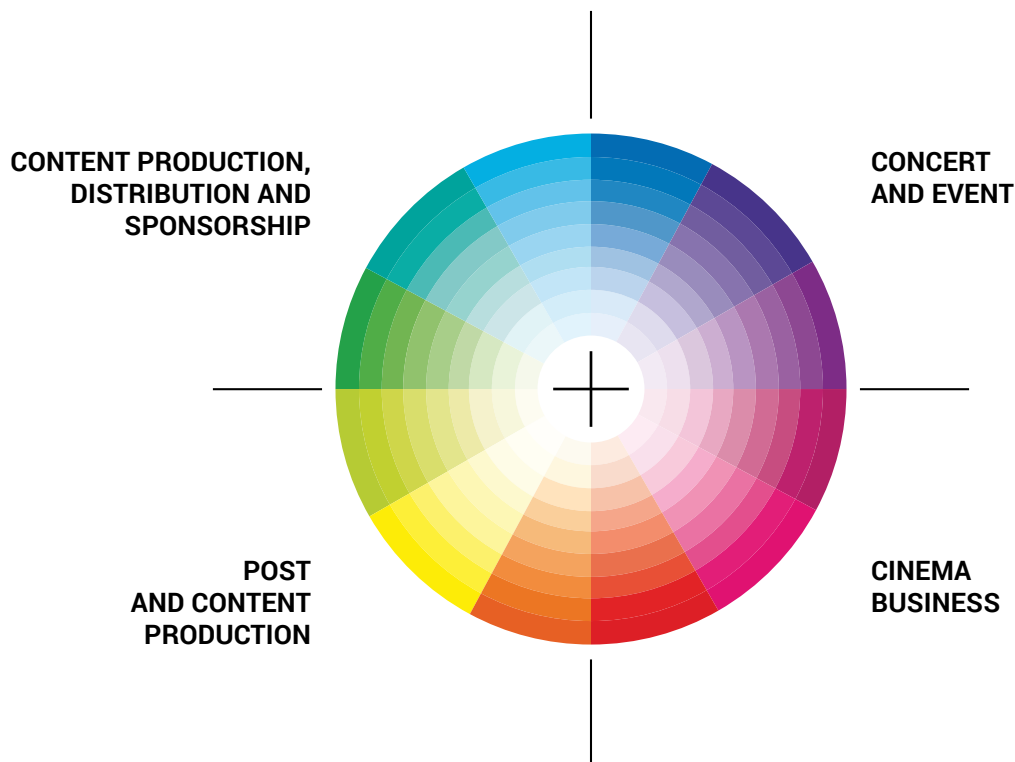 CONTENT PRODUCTION,
DISTRIBUTION AND
SPONSORSHIP
CONCERT
AND EVENT
POST
AND CONTENT
PRODUCTION
CINEMA
BUSINESS